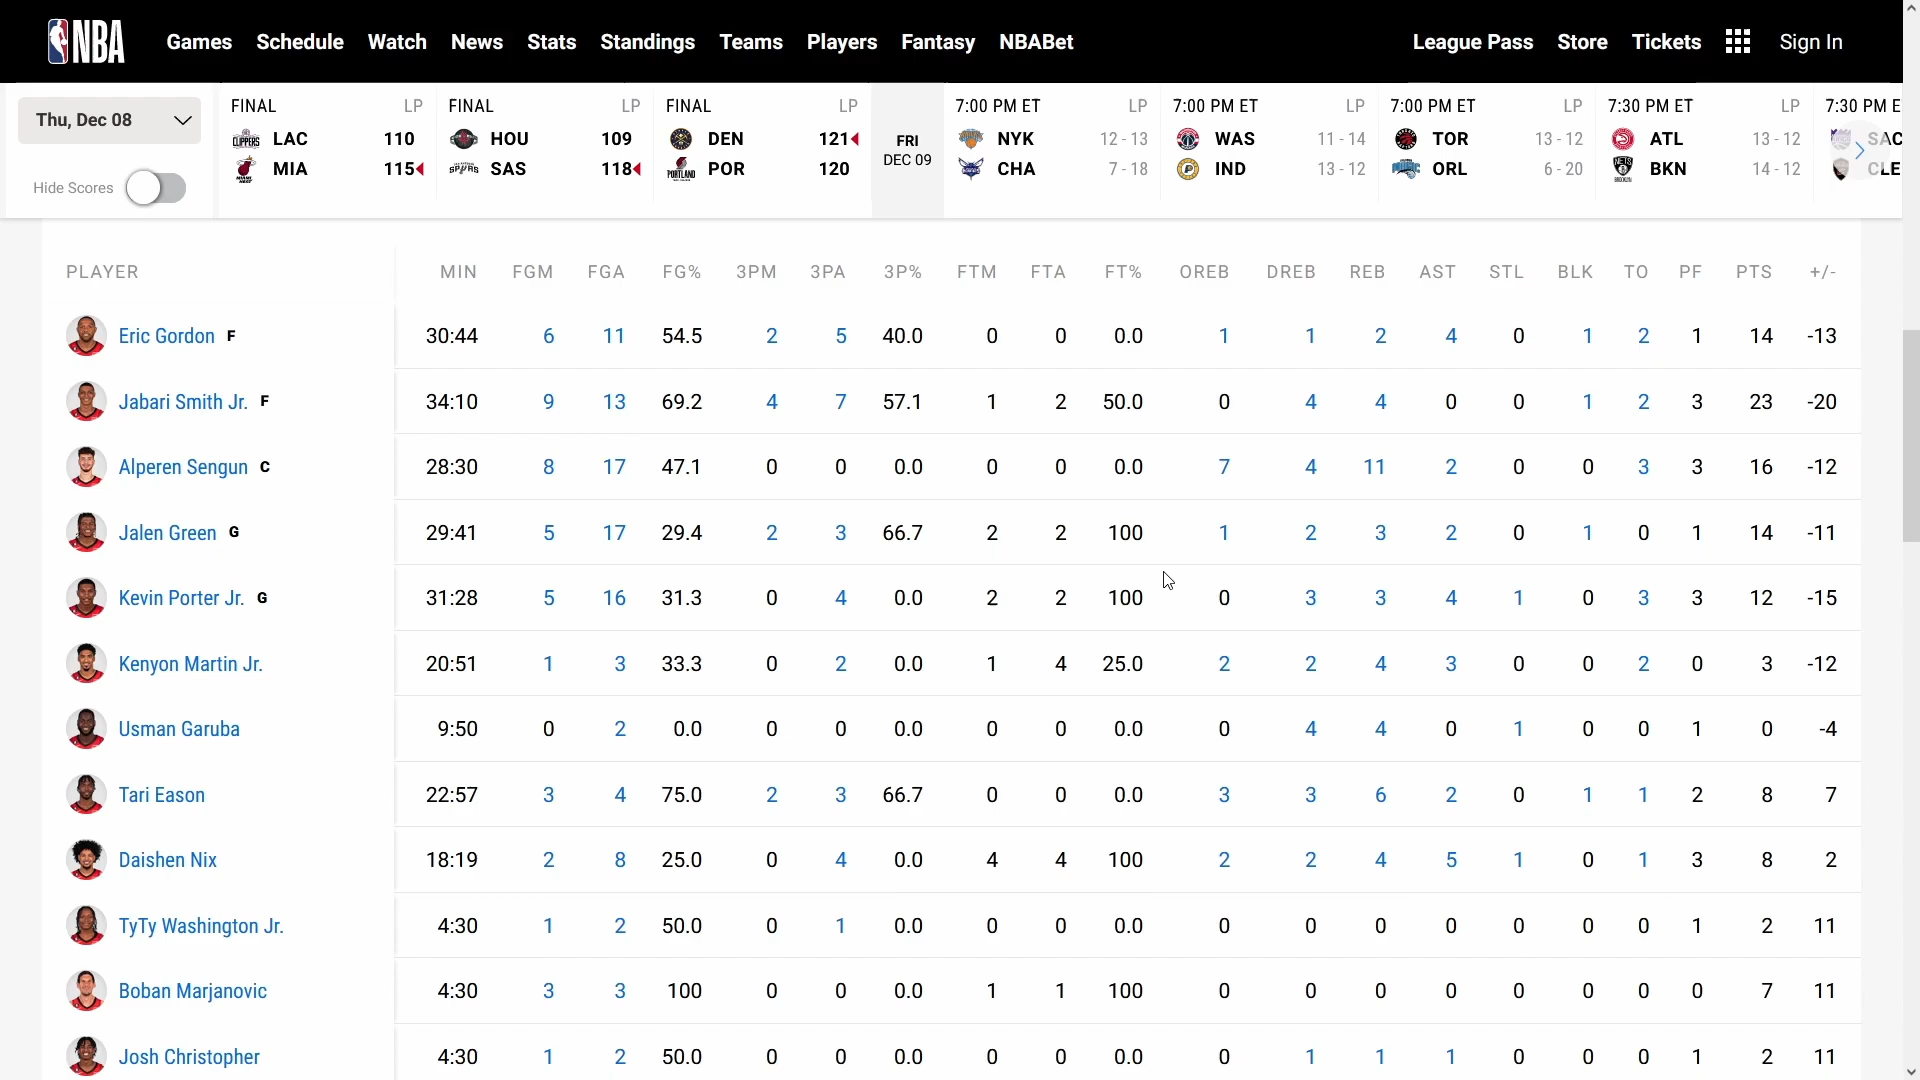 NBA Games Schedule Watch News Stats Standings Teams Players Fantasy NBABet League Pass Store Tickets Sign In
Thu, Dec 08
Hide Scores
FINAL LP
LAC 110
MIA 115
FINAL LP
HOU 109
SAS 118
FINAL LP
DEN 121
POR 120
FRI
DEC 09
7:00 PM ET LP
NYK 12 - 13
CHA 7 - 18
7:00 PM ET LP
WAS 11 - 14
IND 13 - 12
7:00 PM ET LP
TOR 13 - 12
ORL 6 - 20
7:30 PM ET LP
ATL 13 - 12
BKN 14 - 12
7:30 PM E
SAC
CLE
PLAYER MIN FGM FGA FG% 3PM 3PA 3P% FTM FTA FT% OREB DREB REB AST STL BLK TO PF PTS +/-
Eric Gordon F 30:44 6 11 54.5 2 5 40.0 0 0 0.0 1 1 2 4 0 1 2 1 14 -13
Jabari Smith Jr. F 34:10 9 13 69.2 4 7 57.1 1 2 50.0 0 4 4 0 0 1 2 3 23 -20
Alperen Sengun C 28:30 8 17 47.1 0 0 0.0 0 0 0.0 7 4 11 2 0 0 3 3 16 -12
Jalen Green G 29:41 5 17 29.4 2 3 66.7 2 2 100 1 2 3 2 0 1 0 1 14 -11
Kevin Porter Jr. G 31:28 5 16 31.3 0 4 0.0 2 2 100 0 3 3 4 1 0 3 3 12 -15
Kenyon Martin Jr. 20:51 1 3 33.3 0 2 0.0 1 4 25.0 2 2 4 3 0 0 2 0 3 -12
Usman Garuba 9:50 0 2 0.0 0 0 0.0 0 0 0.0 0 4 4 0 1 0 0 1 0 -4
Tari Eason 22:57 3 4 75.0 2 3 66.7 0 0 0.0 3 3 6 2 0 1 1 2 8 7
Daishen Nix 18:19 2 8 25.0 0 4 0.0 4 4 100 2 2 4 5 1 0 1 3 8 2
TyTy Washington Jr. 4:30 1 2 50.0 0 1 0.0 0 0 0.0 0 0 0 0 0 0 0 1 2 11
Boban Marjanovic 4:30 3 3 100 0 0 0.0 1 1 100 0 0 0 0 0 0 0 0 7 11
Josh Christopher 4:30 1 2 50.0 0 0 0.0 0 0 0.0 0 1 1 1 0 0 0 1 2 11